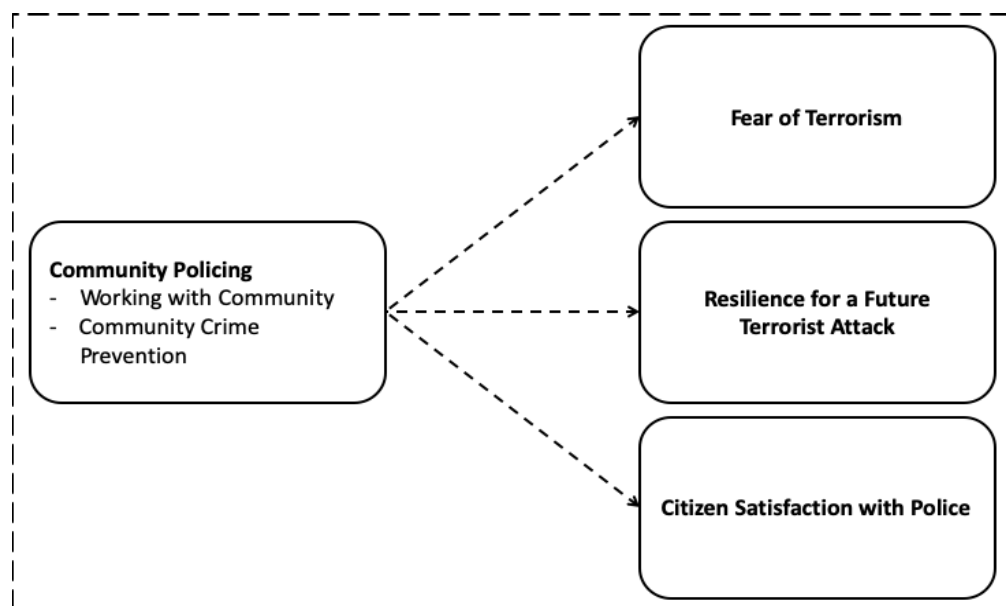 Community Policing
- Working with Community
- Community Crime
Prevention
Fear of Terrorism
Resilience for a Future
Terrorist Attack
Citizen Satisfaction with Police